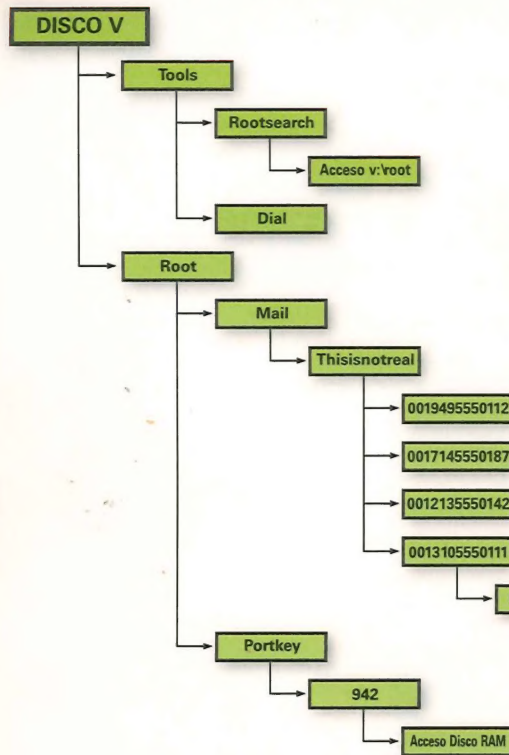 DISCO V
Tools
Rootsearch
Acceso v:\root
Dial
Root
Mail
Thisisnotreal
0019495550112
0017145550187
0012135550142
0013105550111
Portkey
942
Acceso Disco RAM